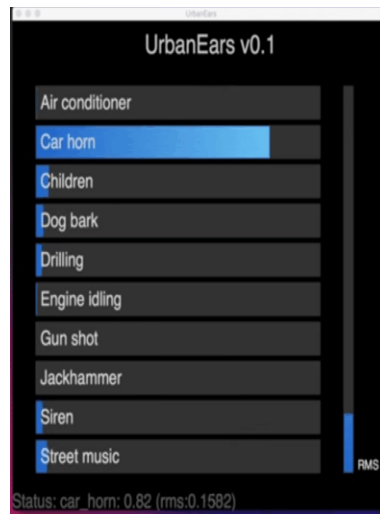 UrbanEars
UrbanEars v0.1
Air conditioner
Car horn
Children
Dog bark
Drilling
Engine idling
Gun shot
Jackhammer
Siren
Street music
RMS
Status: car_horn: 0.82 (rms:0.1582)